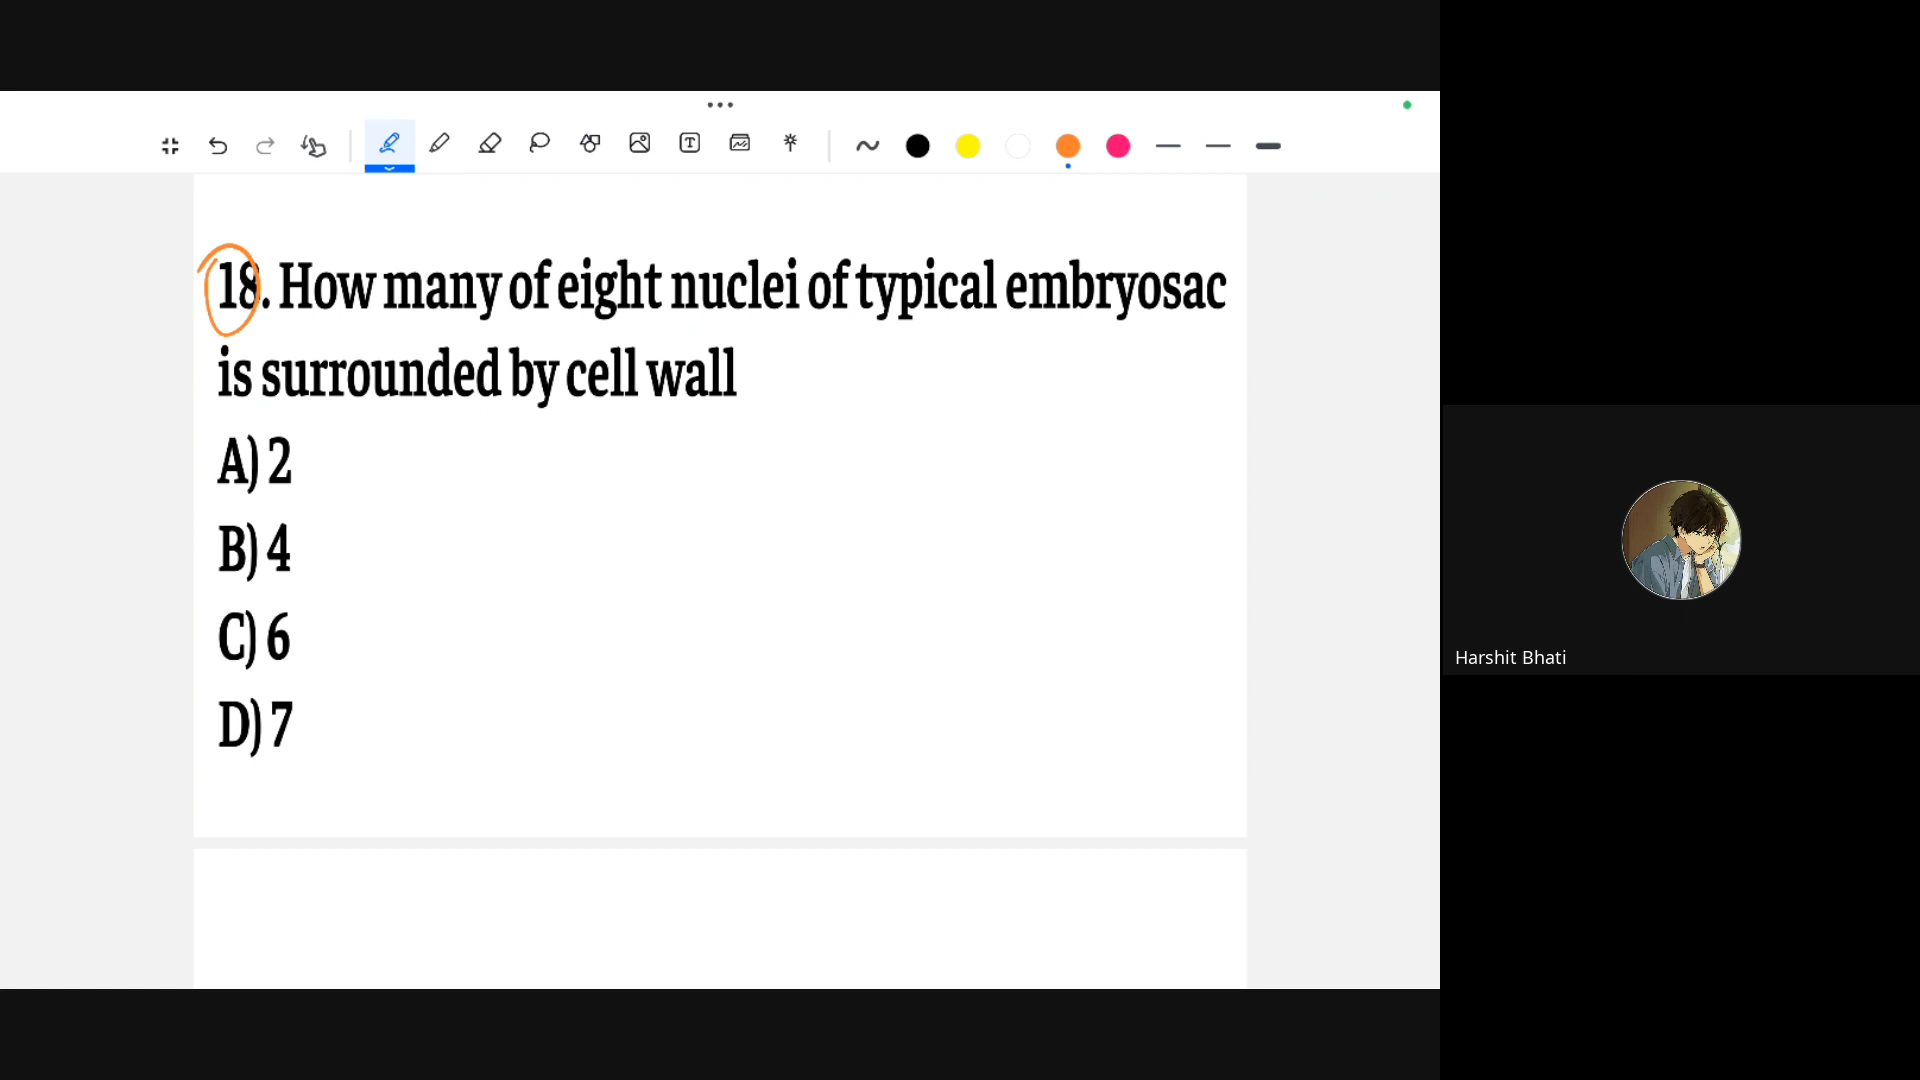 18. How many of eight nuclei of typical embryosac
is surrounded by cell wall
A) 2
B) 4
C) 6
D) 7
Harshit Bhati